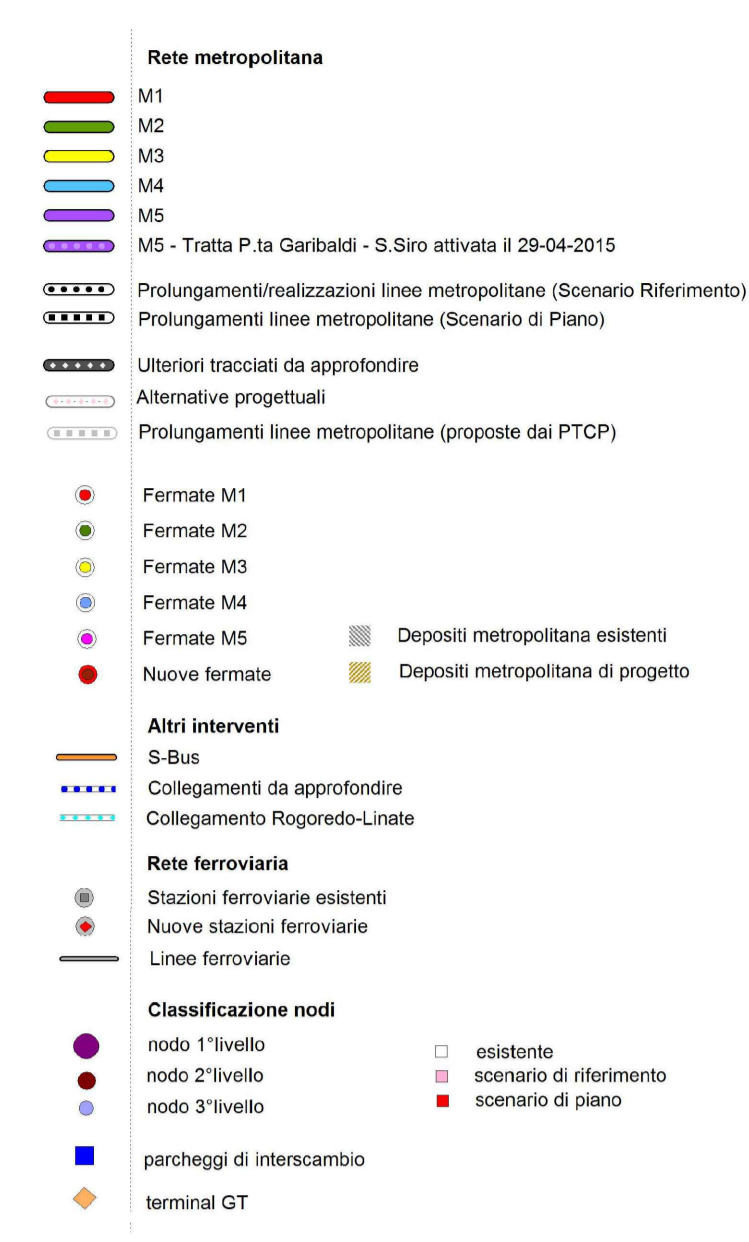 Rete metropolitana
M1
M2
M3
M4
M5
M5 - Tratta P.ta Garibaldi - S.Siro attivata il 29-04-2015
Prolungamenti/realizzazioni linee metropolitane (Scenario Riferimento)
Prolungamenti linee metropolitane (Scenario di Piano)
Ulteriori tracciati da approfondire
Alternative progettuali
Prolungamenti linee metropolitane (proposte dai PTCP)
Fermate M1
Fermate M2
Fermate M3
Fermate M4
Fermate M5
Depositi metropolitana esistenti
Nuove fermate
Depositi metropolitana di progetto
Altri interventi
S-Bus
Collegamenti da approfondire
Collegamento Rogoredo-Linate
Rete ferroviaria
Stazioni ferroviarie esistenti
Nuove stazioni ferroviarie
Linee ferroviarie
Classificazione nodi
nodo 1°livello
nodo 2°livello
nodo 3°livello
esistente
scenario di riferimento
scenario di piano
parcheggi di interscambio
terminal GT